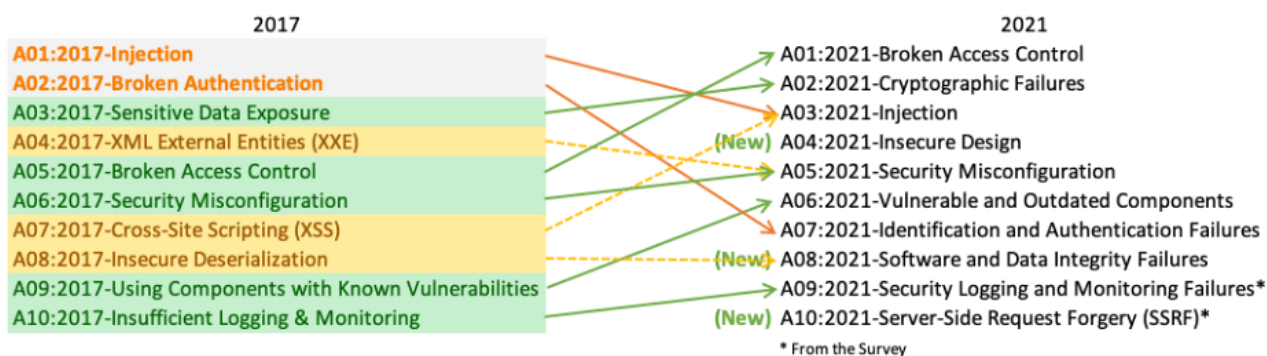 2017
A01:2017-Injection
A02:2017-Broken Authentication
A03:2017-Sensitive Data Exposure
A04:2017-XML External Entities (XXE)
A05:2017-Broken Access Control
A06:2017-Security Misconfiguration
A07:2017-Cross-Site Scripting (XSS)
A08:2017-Insecure Deserialization
A09:2017-Using Components with Known Vulnerabilities
A10:2017-Insufficient Logging & Monitoring
2021
A01:2021-Broken Access Control
A02:2021-Cryptographic Failures
A03:2021-Injection
(New) A04:2021-Insecure Design
A05:2021-Security Misconfiguration
A06:2021-Vulnerable and Outdated Components
A07:2021-Identification and Authentication Failures
(New) A08:2021-Software and Data Integrity Failures
A09:2021-Security Logging and Monitoring Failures*
(New) A10:2021-Server-Side Request Forgery (SSRF)*
* From the Survey